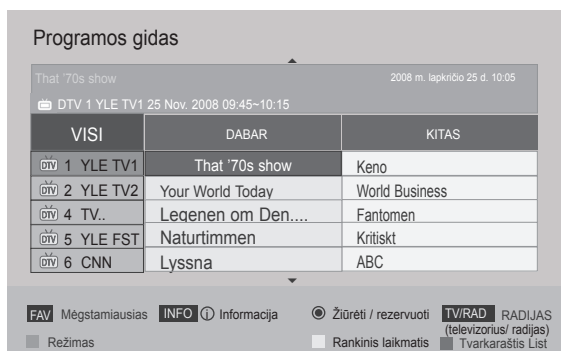 Programos gidas
That '70s show 2008 m. lapkričio 25 d. 10:05
DTV 1 YLE TV1 25 Nov. 2008 09:45~10:15
VISI DABAR KITAS
DTV 1 YLE TV1 That '70s show Keno
DTV 2 YLE TV2 Your World Today World Business
DTV 4 TV.. Legenen om Den.... Fantomen
DTV 5 YLE FST Naturtimmen Kritiskt
DTV 6 CNN Lyssna ABC
FAV Mėgstamiausias INFO i Informacija Žiūrėti / rezervuoti TV/RAD RADIJAS
(televizorius/ radijas)
Režimas Rankinis laikmatis Tvarkaraštis List